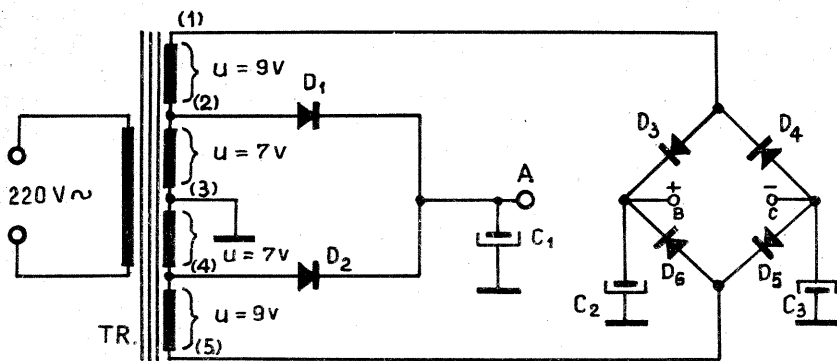 (1)
u = 9v
(2)
D1
u = 7v
(3)
220 V ~
A
C1
(4)
u = 7v
D2
u = 9v
(5)
TR.
D3
D4
+
B
−
C
D6
D5
C2
C3